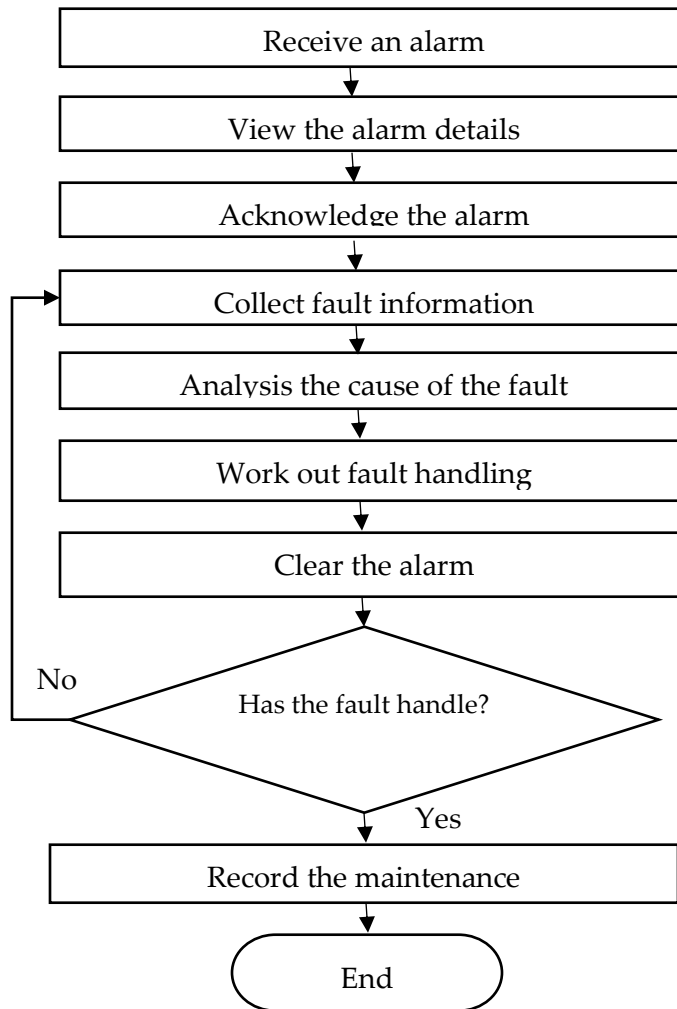 Receive an alarm
View the alarm details
Acknowledge the alarm
Collect fault information
Analysis the cause of the fault
Work out fault handling
Clear the alarm
Has the fault handle?
No
Yes
Record the maintenance
End